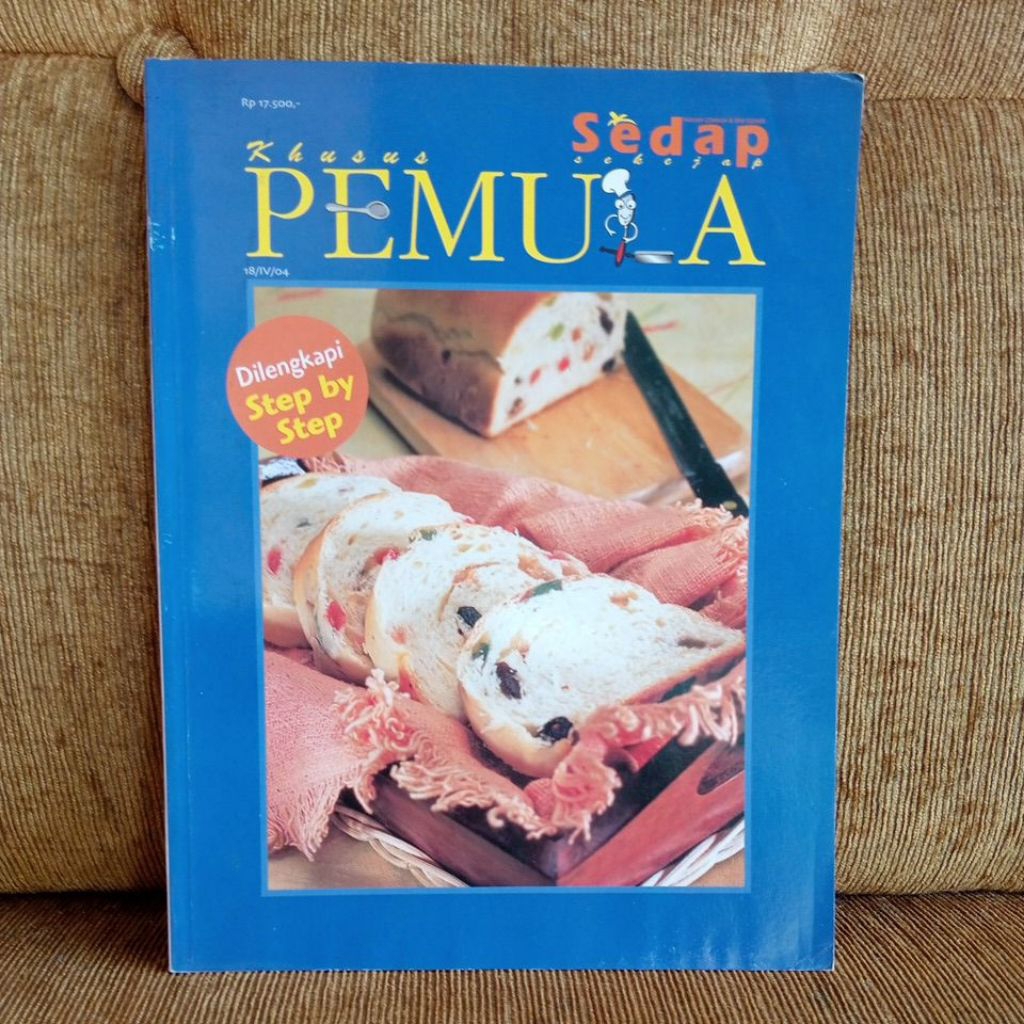 Rp 17.500,-
Sedap
sekejap
Khusus
PEMULA
18/IV/04
Dilengkapi
Step by
Step